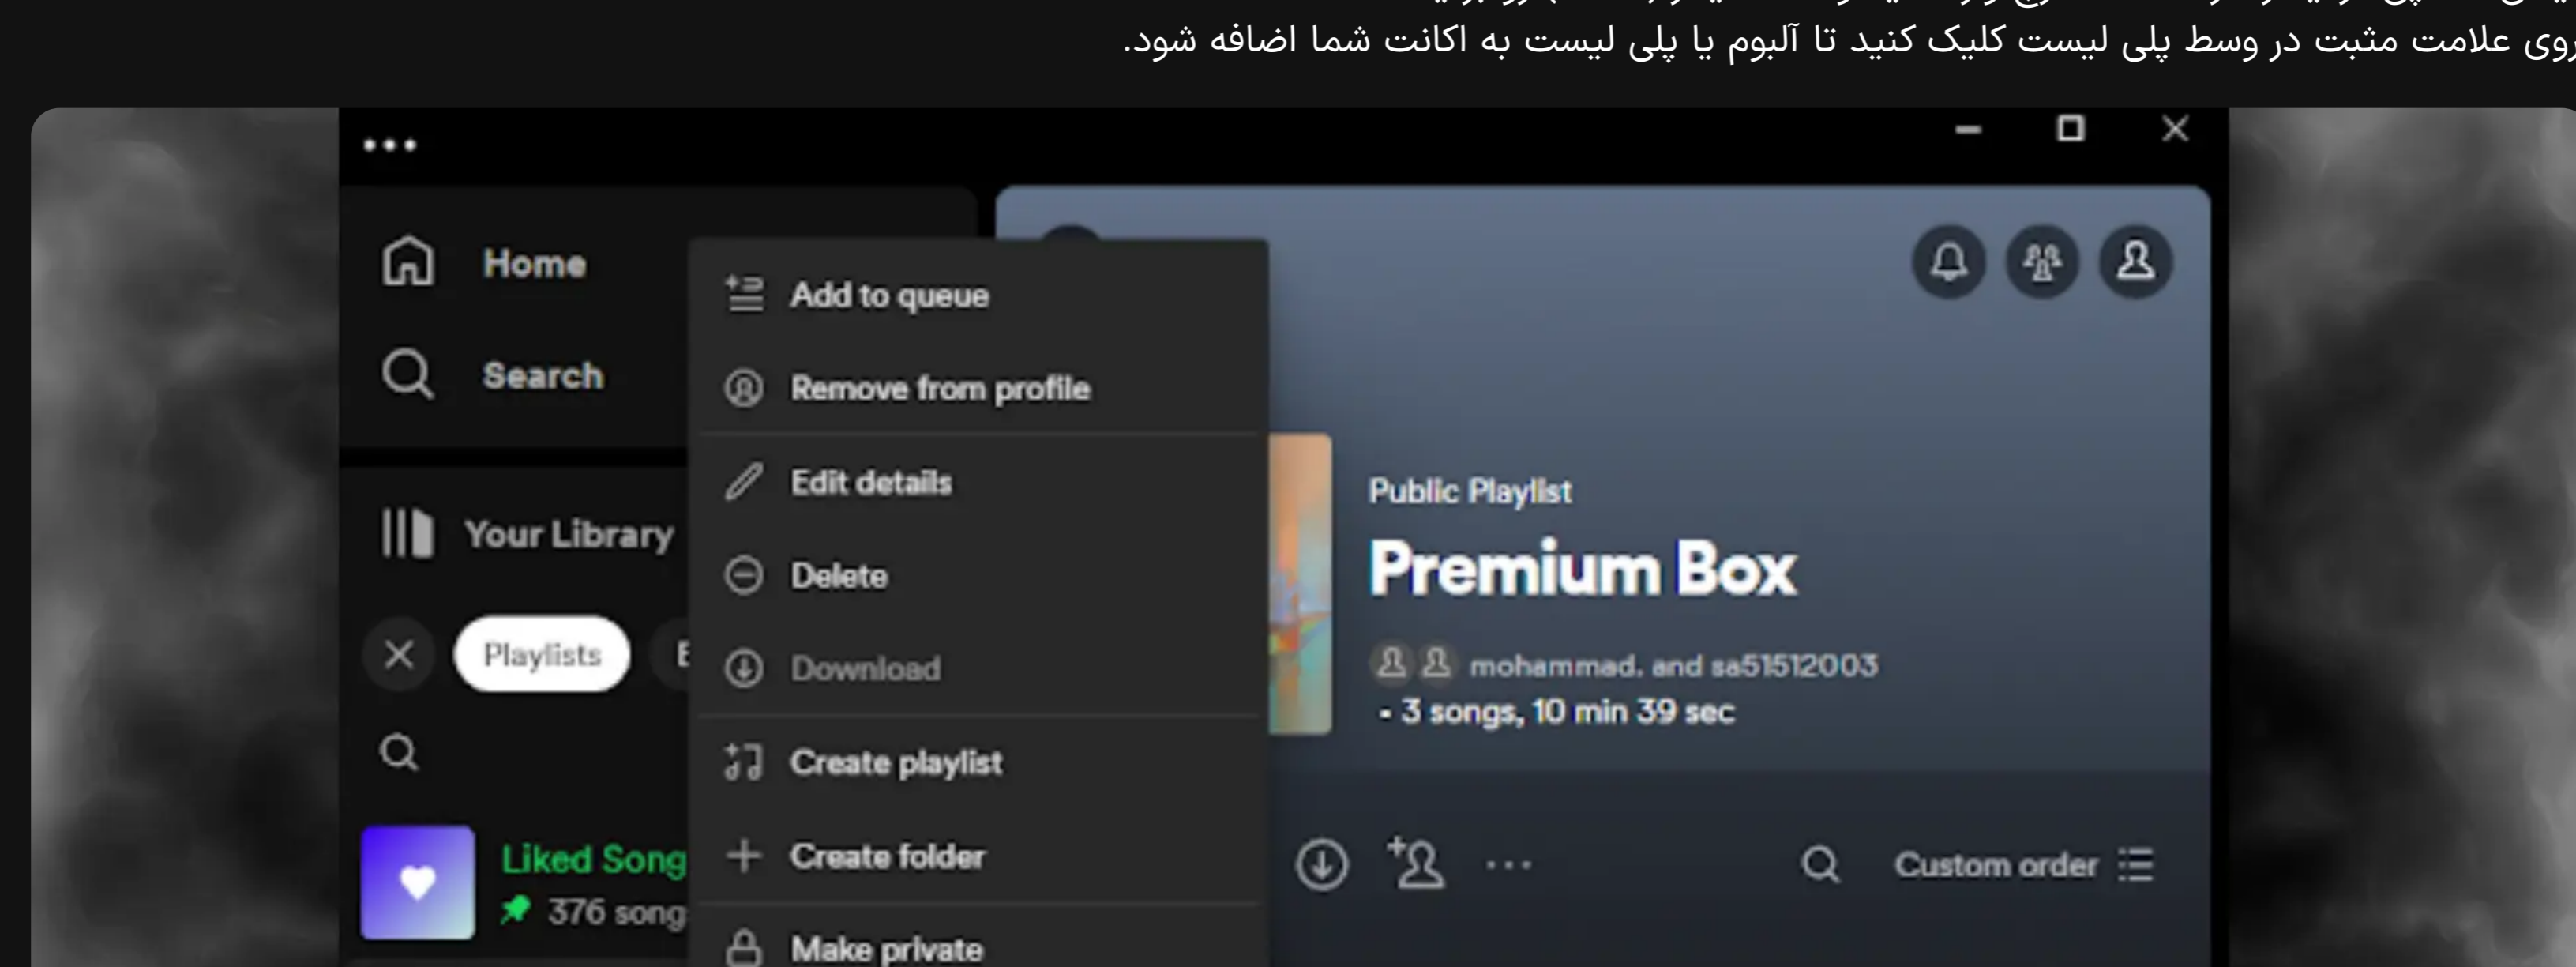 روی علامت مثبت در وسط پلی لیست کلیک کنید تا آلبوم یا پلی لیست به اکانت شما اضافه شود.
Home
Search
Your Library
Playlists
Liked Song
376 song
Add to queue
Remove from profile
Edit details
Delete
Download
Create playlist
Create folder
Make private
Public Playlist
Premium Box
mohammad. and sa51512003
- 3 songs, 10 min 39 sec
Custom order